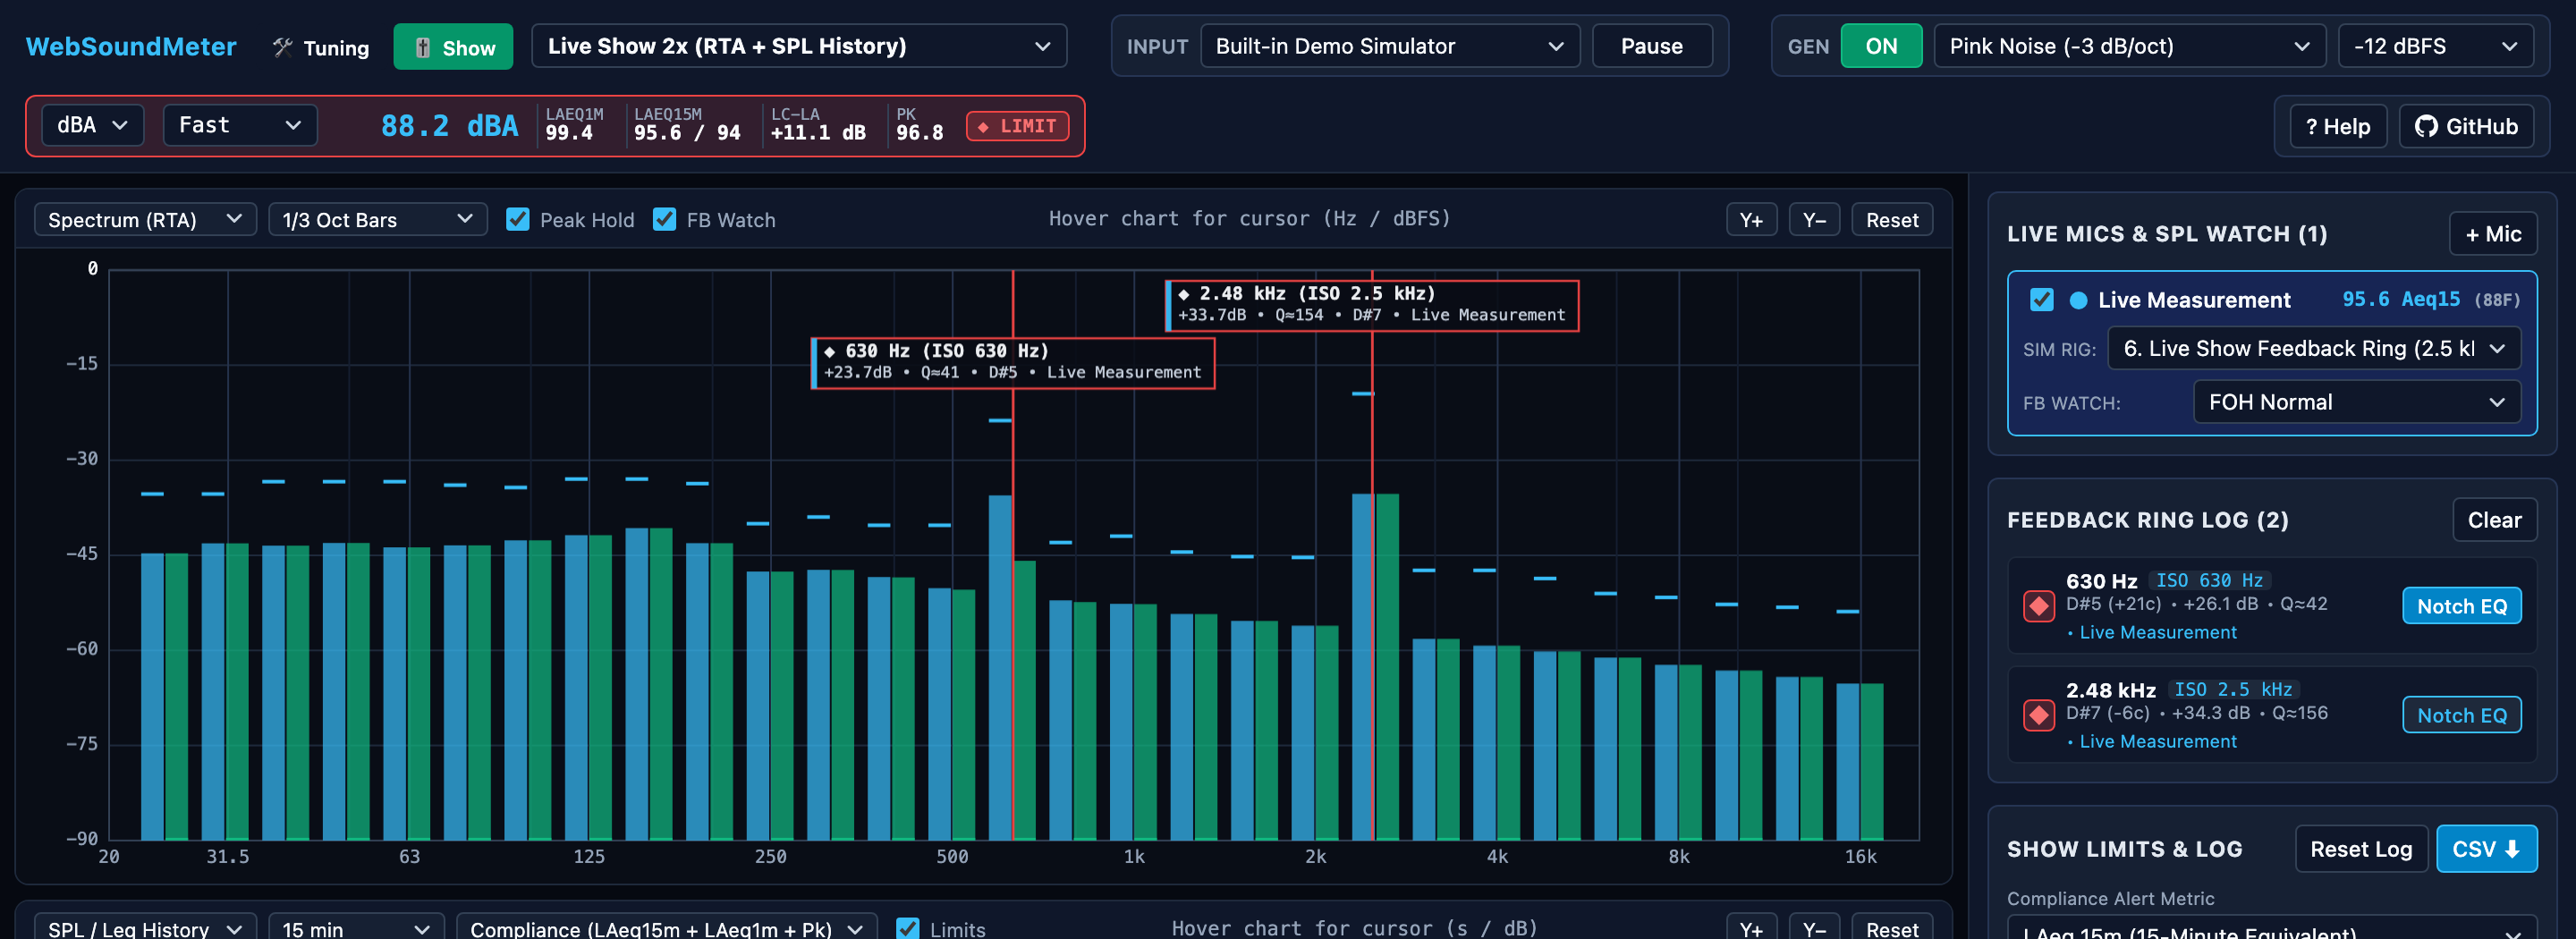 WebSoundMeter
🛠 Tuning
Show
Live Show 2x (RTA + SPL History)
INPUT
Built-in Demo Simulator
Pause
GEN
ON
Pink Noise (-3 dB/oct)
-12 dBFS
dBA
Fast
88.2 dBA
LAEQ1M
99.4
LAEQ15M
95.6 / 94
LC−LA
+11.1 dB
PK
96.8
◆ LIMIT
? Help
GitHub
Spectrum (RTA)
1/3 Oct Bars
Peak Hold
FB Watch
Hover chart for cursor (Hz / dBFS)
Y+
Y−
Reset
0
−15
−30
−45
−60
−75
−90
◆ 2.48 kHz (ISO 2.5 kHz)
+33.7dB • Q≈154 • D#7 • Live Measurement
◆ 630 Hz (ISO 630 Hz)
+23.7dB • Q≈41 • D#5 • Live Measurement
20 31.5 63 125 250 500 1k 2k 4k 8k 16k
LIVE MICS & SPL WATCH (1)
+ Mic
Live Measurement
95.6 Aeq15 (88F)
SIM RIG:
6. Live Show Feedback Ring (2.5 k
FB WATCH:
FOH Normal
FEEDBACK RING LOG (2)
Clear
630 Hz ISO 630 Hz
D#5 (+21c) • +26.1 dB • Q≈42
• Live Measurement
Notch EQ
2.48 kHz ISO 2.5 kHz
D#7 (-6c) • +34.3 dB • Q≈156
• Live Measurement
Notch EQ
SHOW LIMITS & LOG
Reset Log
CSV ⬇
Compliance Alert Metric
LAeq 15m (15-Minute Equivalent)
SPL / Leq History
15 min
Compliance (LAeq15m + LAeq1m + Pk)
Limits
Hover chart for cursor (s / dB)
Y+
Y−
Reset